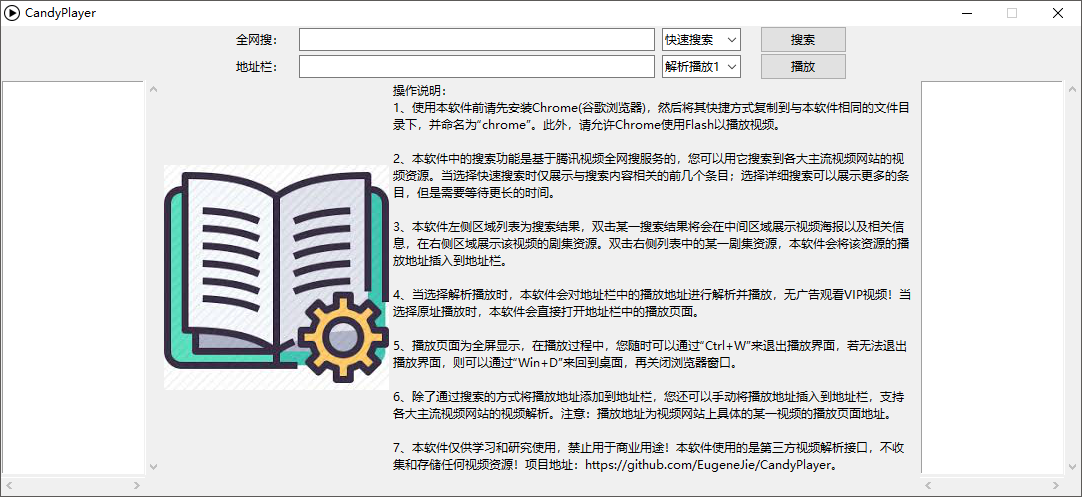 CandyPlayer
全网搜：
快速搜索
搜索
地址栏：
解析播放1
播放
操作说明：
1、使用本软件前请先安装Chrome(谷歌浏览器)，然后将其快捷方式复制到与本软件相同的文件目
录下，并命名为“chrome”。此外，请允许Chrome使用Flash以播放视频。
2、本软件中的搜索功能是基于腾讯视频全网搜服务的，您可以用它搜索到各大主流视频网站的视
频资源。当选择快速搜索时仅展示与搜索内容相关的前几个条目；选择详细搜索可以展示更多的条
目，但是需要等待更长的时间。
3、本软件左侧区域列表为搜索结果，双击某一搜索结果将会在中间区域展示视频海报以及相关信
息，在右侧区域展示该视频的剧集资源。双击右侧列表中的某一剧集资源，本软件会将该资源的播
放地址插入到地址栏。
4、当选择解析播放时，本软件会对地址栏中的播放地址进行解析并播放，无广告观看VIP视频！当
选择原址播放时，本软件会直接打开地址栏中的播放页面。
5、播放页面为全屏显示，在播放过程中，您随时可以通过“Ctrl+W”来退出播放界面，若无法退出
播放界面，则可以通过“Win+D”来回到桌面，再关闭浏览器窗口。
6、除了通过搜索的方式将播放地址添加到地址栏，您还可以手动将播放地址插入到地址栏，支持
各大主流视频网站的视频解析。注意：播放地址为视频网站上具体的某一视频的播放页面地址。
7、本软件仅供学习和研究使用，禁止用于商业用途！本软件使用的是第三方视频解析接口，不收
集和存储任何视频资源！项目地址：https://github.com/EugeneJie/CandyPlayer。